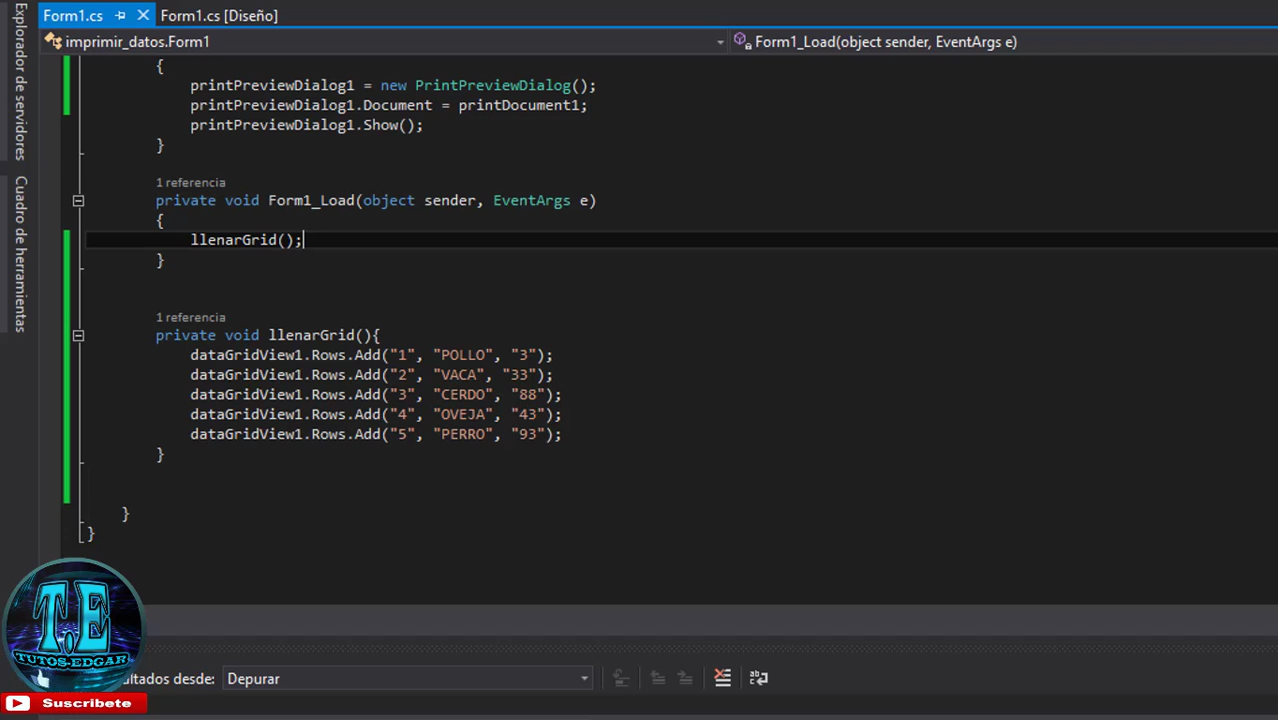 Form1.cs
Form1.cs [Diseño]
imprimir_datos.Form1
Form1_Load(object sender, EventArgs e)
Explorador de servidores
Cuadro de herramientas
{
printPreviewDialog1 = new PrintPreviewDialog();
printPreviewDialog1.Document = printDocument1;
printPreviewDialog1.Show();
}
1 referencia
private void Form1_Load(object sender, EventArgs e)
{
llenarGrid();
}
1 referencia
private void llenarGrid(){
dataGridView1.Rows.Add("1", "POLLO", "3");
dataGridView1.Rows.Add("2", "VACA", "33");
dataGridView1.Rows.Add("3", "CERDO", "88");
dataGridView1.Rows.Add("4", "OVEJA", "43");
dataGridView1.Rows.Add("5", "PERRO", "93");
}
}
}
T.E
TUTOS-EDGAR
ultados desde: Depurar
Suscribete